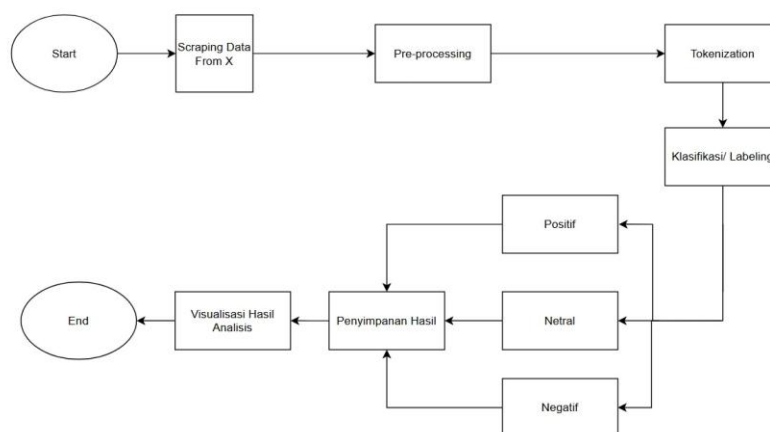 Start
Scraping Data
From X
Pre-processing
Tokenization
Klasifikasi/ Labeling
Positif
Netral
Negatif
Penyimpanan Hasil
Visualisasi Hasil
Analisis
End